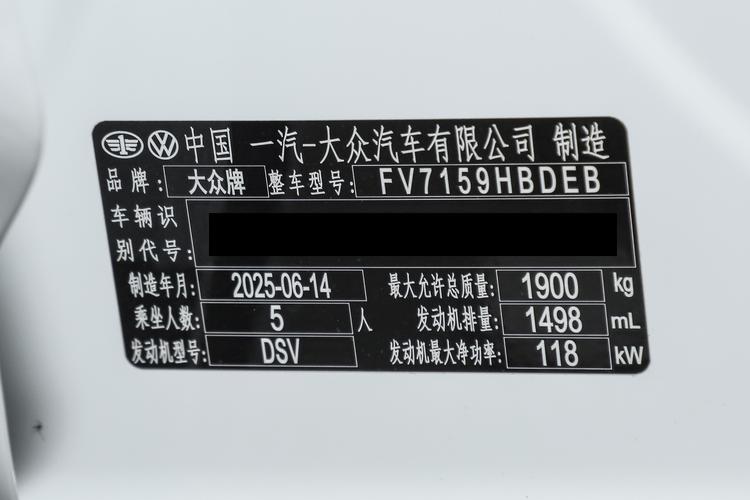 中国 一汽-大众汽车有限公司 制造
品牌: 大众牌 整车型号: FV7159HBDEB
车辆识
别代号:
制造年月: 2025-06-14 最大允许总质量: 1900 kg
乘坐人数: 5 人 发动机排量: 1498 mL
发动机型号: DSV 发动机最大净功率: 118 kW